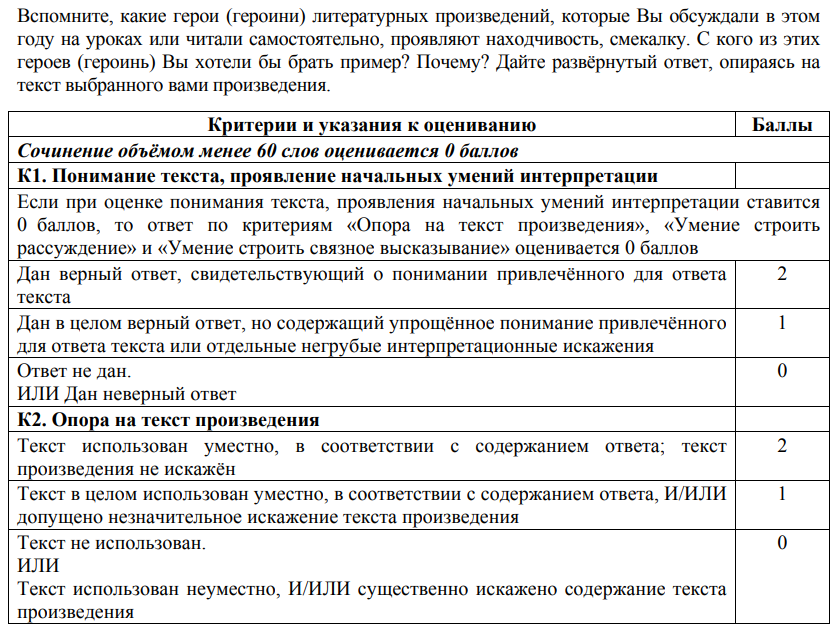 Вспомните, какие герои (героини) литературных произведений, которые Вы обсуждали в этом
году на уроках или читали самостоятельно, проявляют находчивость, смекалку. С кого из этих
героев (героинь) Вы хотели бы брать пример? Почему? Дайте развёрнутый ответ, опираясь на
текст выбранного вами произведения.
Критерии и указания к оцениванию Баллы
Сочинение объёмом менее 60 слов оценивается 0 баллов
К1. Понимание текста, проявление начальных умений интерпретации
Если при оценке понимания текста, проявления начальных умений интерпретации ставится
0 баллов, то ответ по критериям «Опора на текст произведения», «Умение строить
рассуждение» и «Умение строить связное высказывание» оценивается 0 баллов
Дан верный ответ, свидетельствующий о понимании привлечённого для ответа 2
текста
Дан в целом верный ответ, но содержащий упрощённое понимание привлечённого 1
для ответа текста или отдельные негрубые интерпретационные искажения
Ответ не дан. 0
ИЛИ Дан неверный ответ
К2. Опора на текст произведения
Текст использован уместно, в соответствии с содержанием ответа; текст 2
произведения не искажён
Текст в целом использован уместно, в соответствии с содержанием ответа, И/ИЛИ 1
допущено незначительное искажение текста произведения
Текст не использован. 0
ИЛИ
Текст использован неуместно, И/ИЛИ существенно искажено содержание текста
произведения